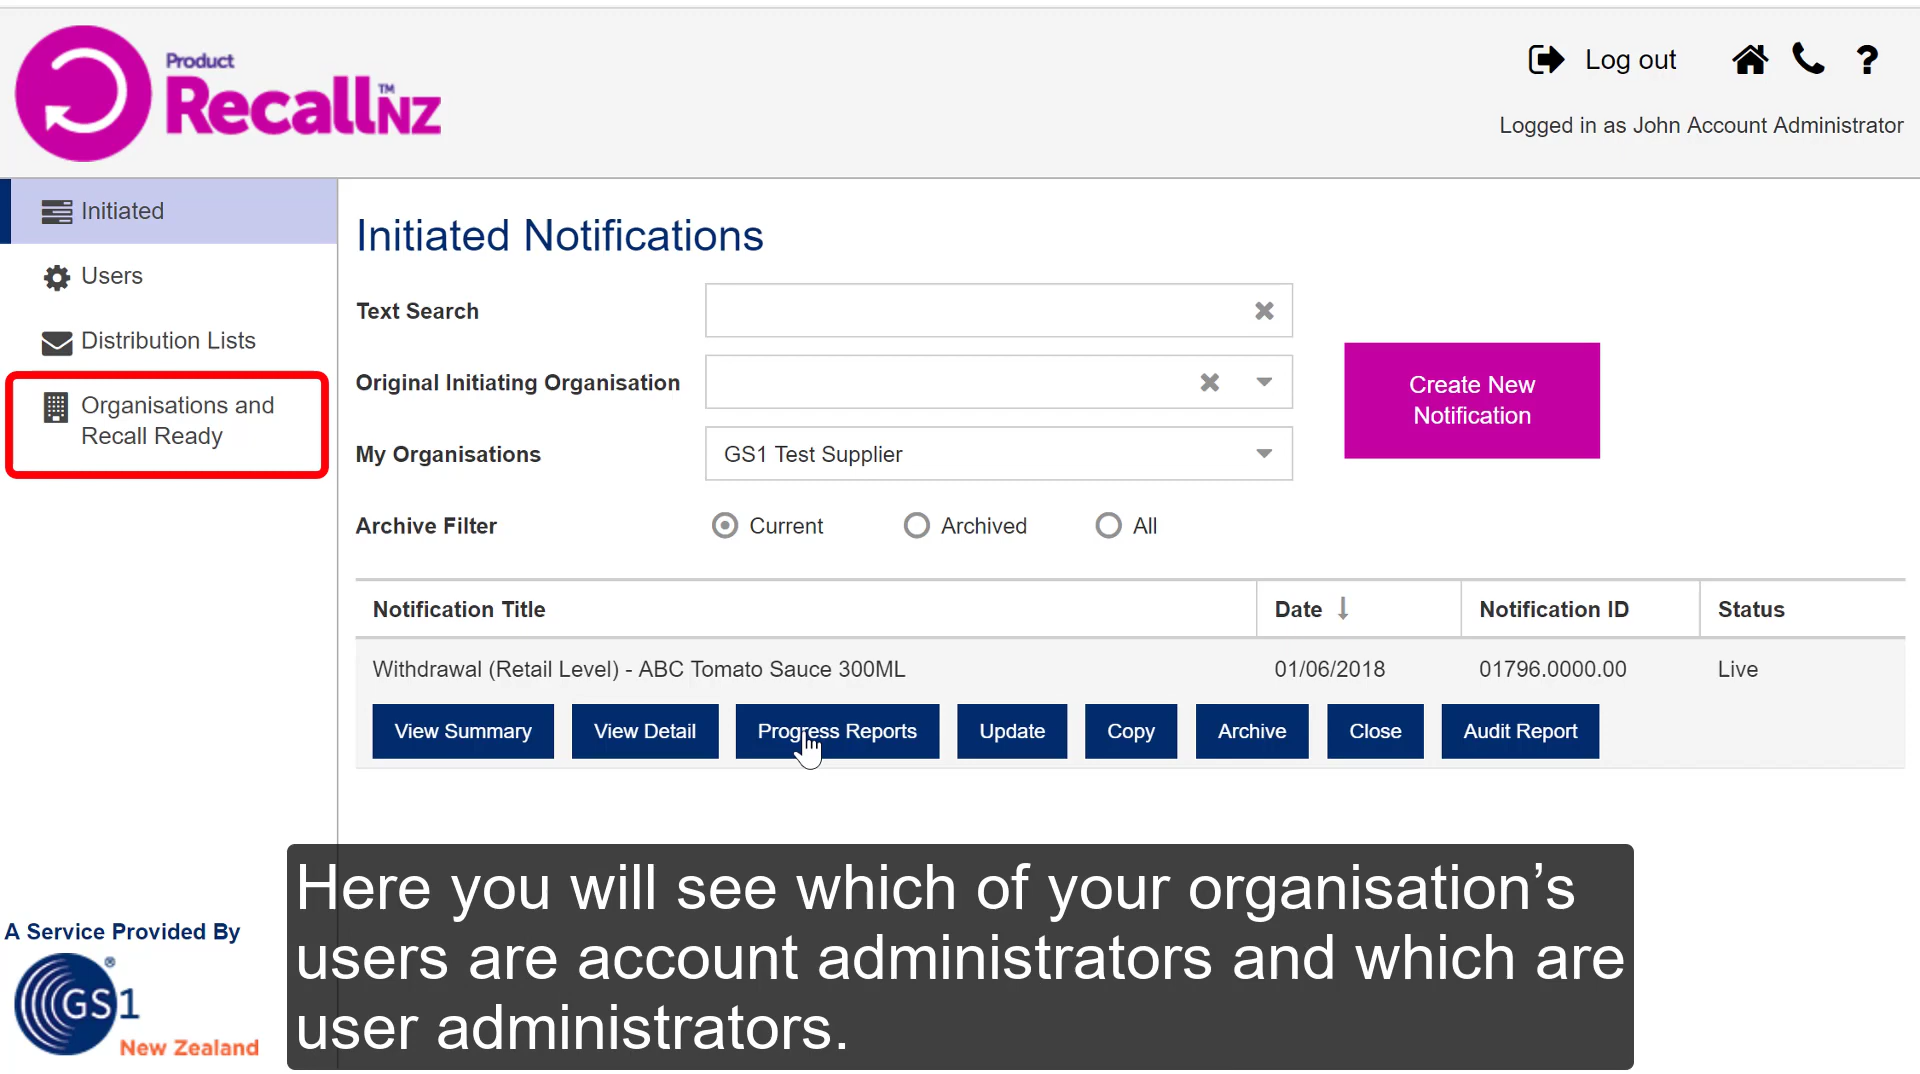 Product
RecallNZ™
Log out
?
Logged in as John Account Administrator
Initiated
Users
Distribution Lists
Organisations and
Recall Ready
Initiated Notifications
Text Search
Original Initiating Organisation
My Organisations
GS1 Test Supplier
Create New
Notification
Archive Filter
Current
Archived
All
Notification Title
Date ↓
Notification ID
Status
Withdrawal (Retail Level) - ABC Tomato Sauce 300ML
01/06/2018
01796.0000.00
Live
View Summary
View Detail
Progress Reports
Update
Copy
Archive
Close
Audit Report
Here you will see which of your organisation’s
users are account administrators and which are
user administrators.
A Service Provided By
GS1®
New Zealand